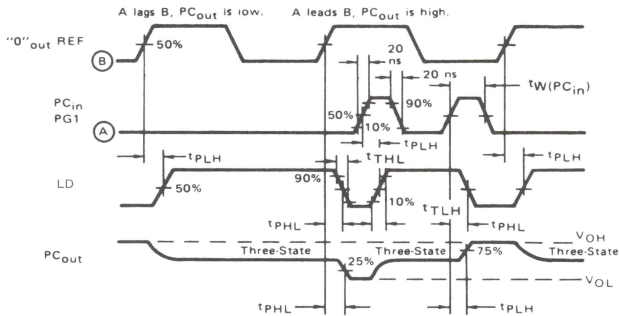 A lags B, PCout is low. A leads B, PCout is high.
"0"out REF
B
50%
20 ns
20 ns
tW(PCin)
PCin
PG1
A
50%
90%
10%
tPLH
tPLH
tTHL
tPLH
LD
50%
90%
10%
tPHL
tTLH
tPHL
VOH
PCout
Three-State
25%
Three-State
75%
Three-State
VOL
tPHL
tPLH